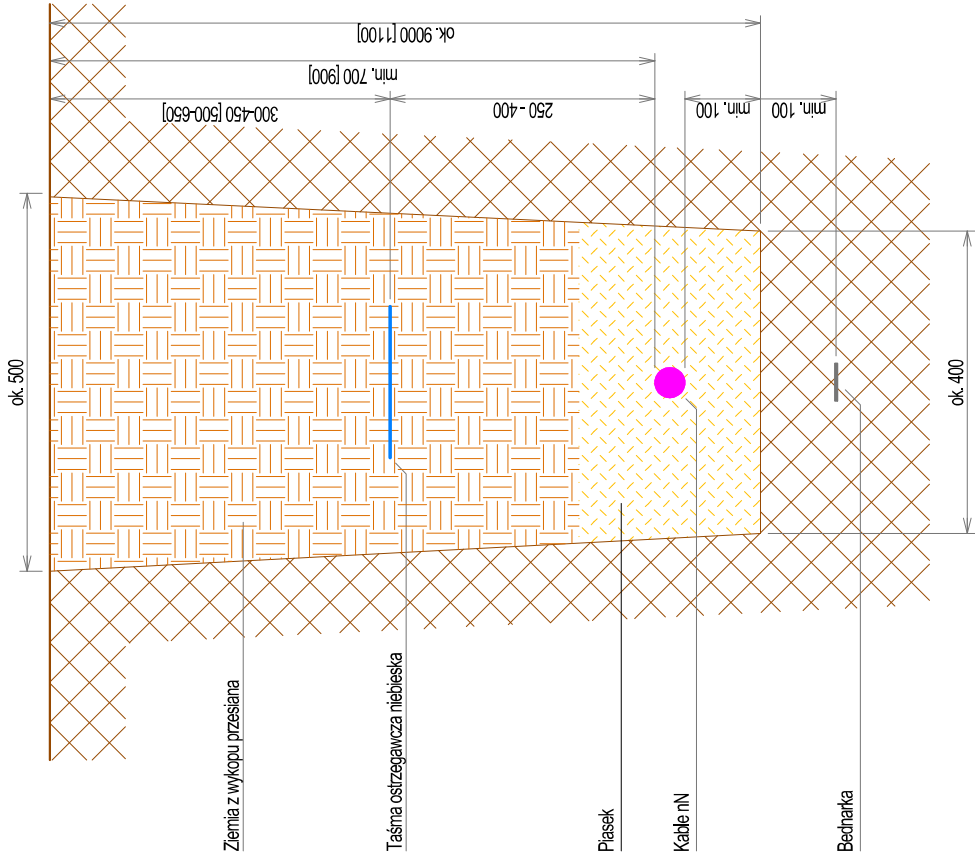 ok. 9000 [1100]
min. 700 [900]
300-450 [500-650]
250 - 400
min. 100
min. 100
ok. 500
ok. 400
Ziemia z wykopu przesiana
Taśma ostrzegawcza niebieska
Piasek
Kable nN
Bednarka